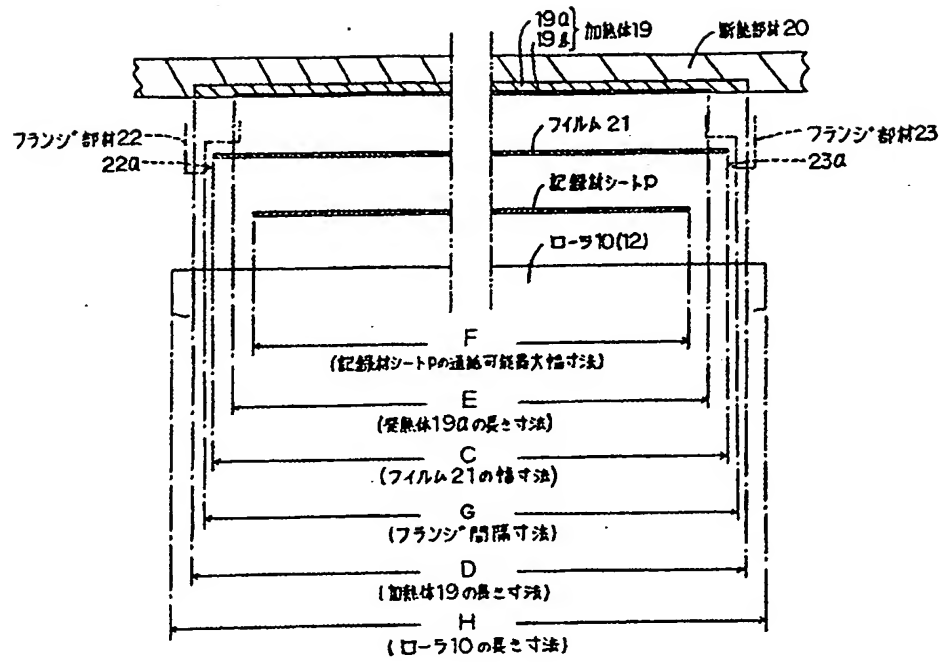 19a
19b
加熱体19
断熱部材20
フランジ部材22
22a
フィルム21
フランジ部材23
23a
記録材シートP
ローラ10(12)
F
(記録材シートPの通紙可能最大幅寸法)
E
(発熱体19aの長さ寸法)
C
(フィルム21の幅寸法)
G
(フランジ間隔寸法)
D
(加熱体19の長さ寸法)
H
(ローラ10の長さ寸法)